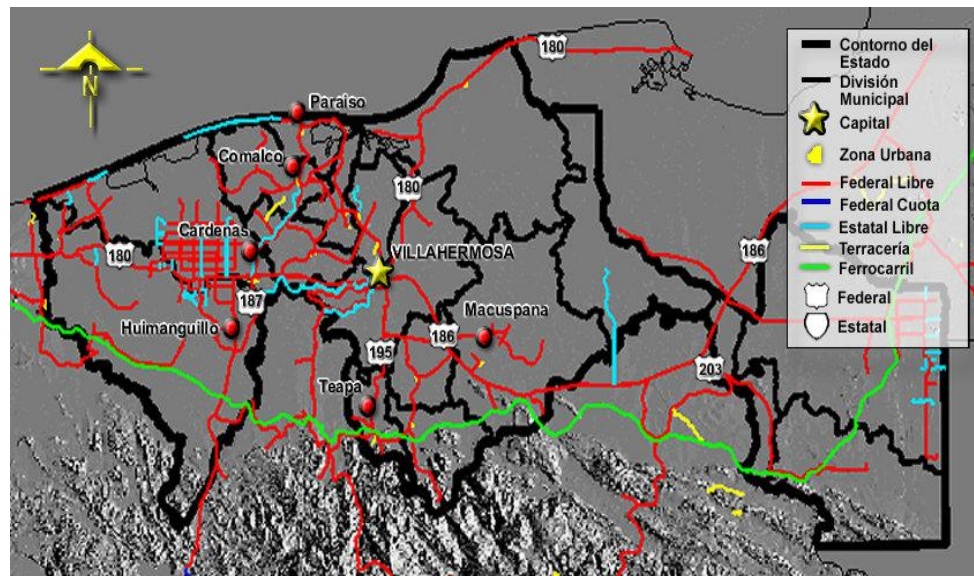 N
180
Paraiso
Comalco
180
Cardenas
180
VILLAHERMOSA
187
Huimanguillo
Macuspana
195
186
Teapa
203
186
Contorno del
Estado
División
Municipal
Capital
Zona Urbana
Federal Libre
Federal Cuota
Estatal Libre
Terracería
Ferrocarril
Federal
Estatal